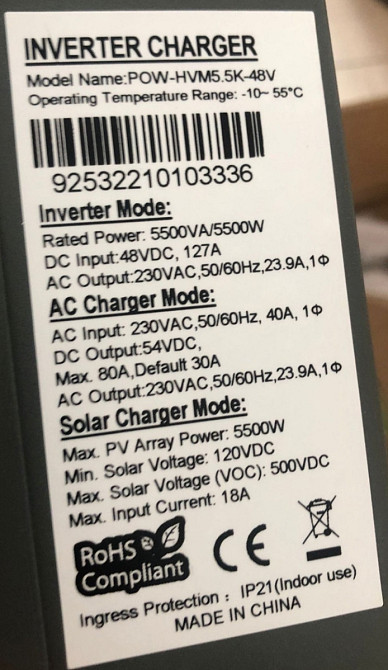 INVERTER CHARGER
Model Name:POW-HVM5.5K-48V
Operating Temperature Range: -10~ 55°C
92532210103336
Inverter Mode:
Rated Power: 5500VA/5500W
DC Input:48VDC, 127A
AC Output:230VAC,50/60Hz,23.9A,1Φ
AC Charger Mode:
AC Input: 230VAC,50/60Hz, 40A, 1Φ
DC Output:54VDC,
Max. 80A,Default 30A
AC Output:230VAC,50/60Hz,23.9A,1Φ
Solar Charger Mode:
Max. PV Array Power: 5500W
Min. Solar Voltage: 120VDC
Max. Solar Voltage (VOC): 500VDC
Max. Input Current: 18A
RoHS
Compliant
CE
Ingress Protection : IP21(Indoor use)
MADE IN CHINA